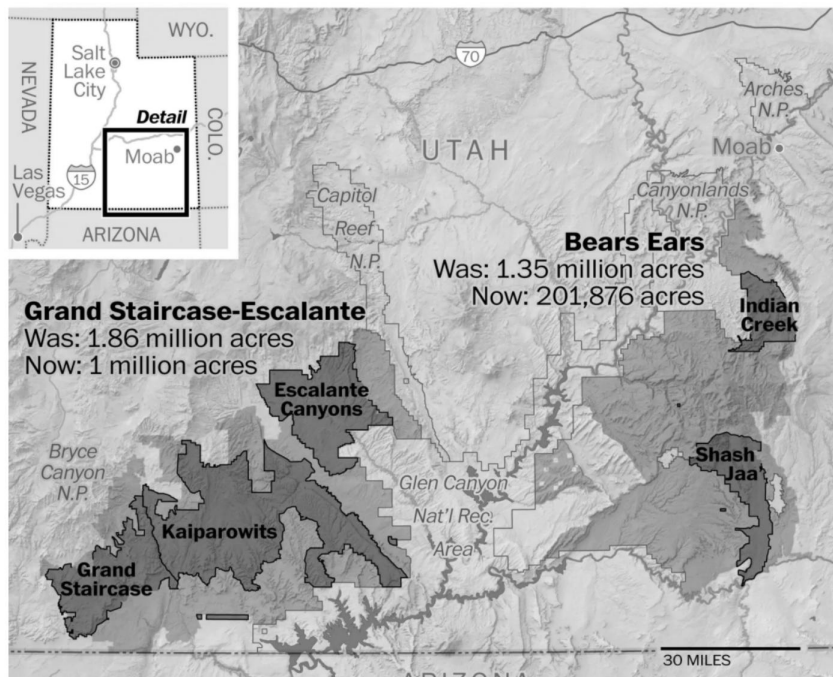 WYO.
NEVADA
Salt
Lake
City
Detail
COLO.
Moab
Las
Vegas
15
ARIZONA
70
Arches
N.P.
Moab
UTAH
Capitol
Reef
N.P.
Canyonlands
N.P.
Bears Ears
Was: 1.35 million acres
Now: 201,876 acres
Indian
Creek
Grand Staircase-Escalante
Was: 1.86 million acres
Now: 1 million acres
Escalante
Canyons
Bryce
Canyon
N.P.
Shash
Jaa'
Glen Canyon
Nat'l Rec.
Area
Kaiparowits
Grand
Staircase
30 MILES
ARIZONA